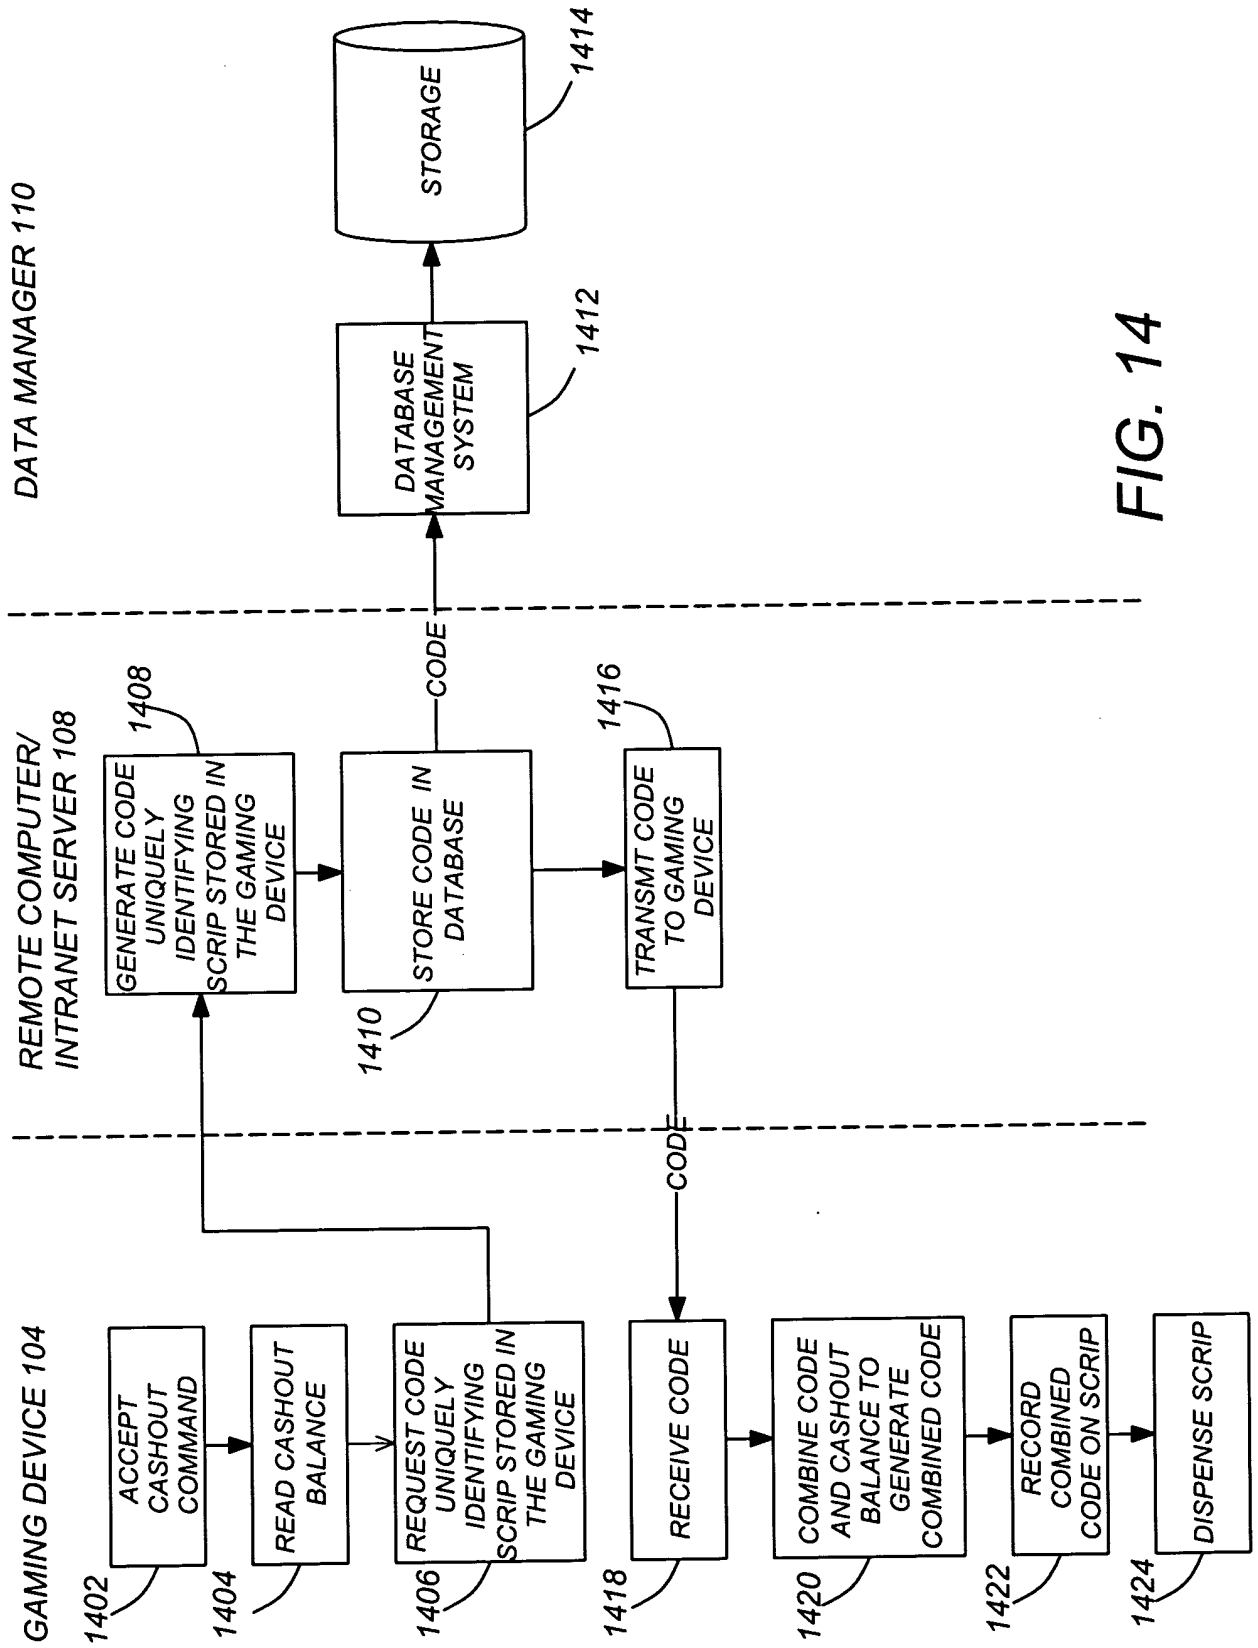 GAMING DEVICE 104
1402
ACCEPT
CASHOUT
COMMAND
1404
READ CASHOUT
BALANCE
1406
REQUEST CODE
UNIQUELY
IDENTIFYING
SCRIP STORED IN
THE GAMING
DEVICE
1418
RECEIVE CODE
1420
COMBINE CODE
AND CASHOUT
BALANCE TO
GENERATE
COMBINED CODE
1422
RECORD
COMBINED
CODE ON SCRIP
1424
DISPENSE SCRIP
REMOTE COMPUTER/
INTRANET SERVER 108
1408
GENERATE CODE
UNIQUELY
IDENTIFYING
SCRIP STORED IN
THE GAMING
DEVICE
1410
STORE CODE IN
DATABASE
1416
TRANSMT CODE
TO GAMING
DEVICE
CODE
CODE
DATA MANAGER 110
DATABASE
MANAGEMENT
SYSTEM
1412
STORAGE
1414
FIG. 14